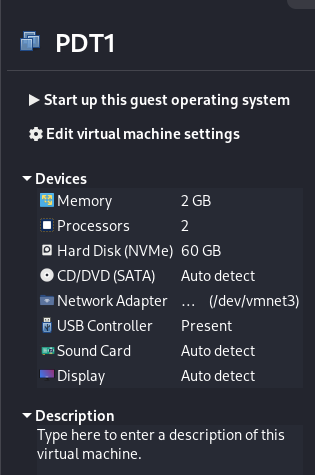 PDT1
Start up this guest operating system
Edit virtual machine settings
Devices
Memory 2 GB
Processors 2
Hard Disk (NVMe) 60 GB
CD/DVD (SATA) Auto detect
Network Adapter ... (/dev/vmnet3)
USB Controller Present
Sound Card Auto detect
Display Auto detect
Description
Type here to enter a description of this
virtual machine.